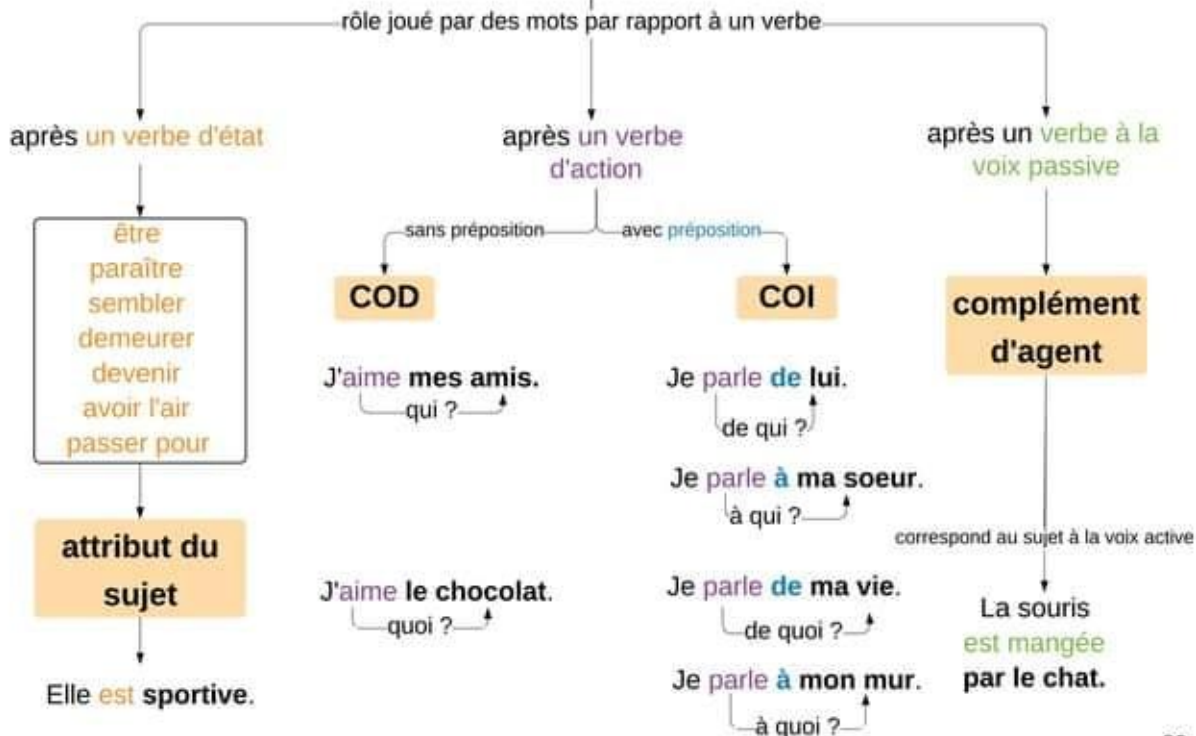 rôle joué par des mots par rapport à un verbe
après un verbe d'état
être
paraître
sembler
demeurer
devenir
avoir l'air
passer pour
attribut du
sujet
Elle est sportive.
après un verbe
d'action
sans préposition
avec préposition
COD
J'aime mes amis.
qui ?
J'aime le chocolat.
quoi ?
COI
Je parle de lui.
de qui ?
Je parle à ma soeur.
à qui ?
Je parle de ma vie.
de quoi ?
Je parle à mon mur.
à quoi ?
après un verbe à la
voix passive
complément
d'agent
correspond au sujet à la voix active
La souris
est mangée
par le chat.